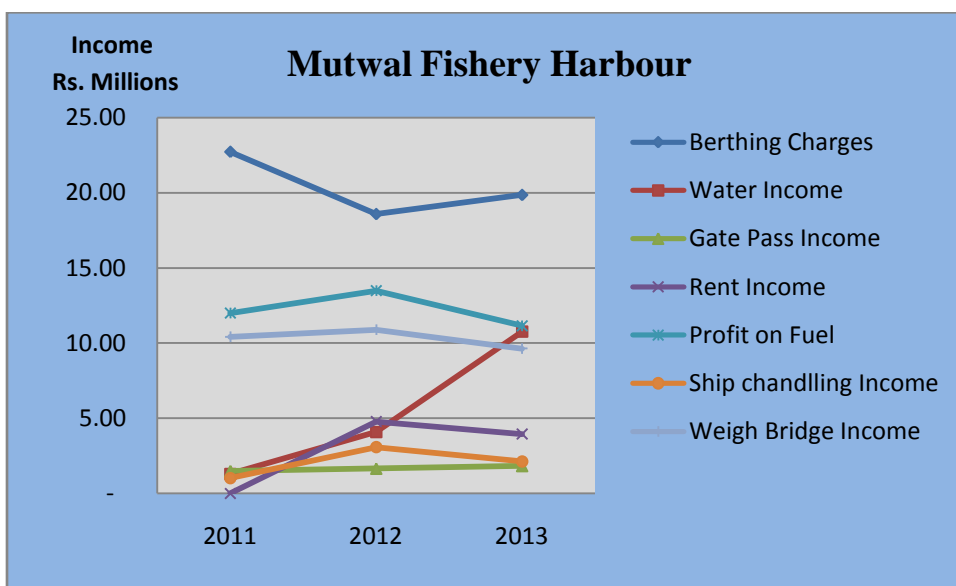 Income
Rs. Millions
Mutwal Fishery Harbour
25.00
20.00
15.00
10.00
5.00
-
2011 2012 2013
Berthing Charges
Water Income
Gate Pass Income
Rent Income
Profit on Fuel
Ship chandlling Income
Weigh Bridge Income